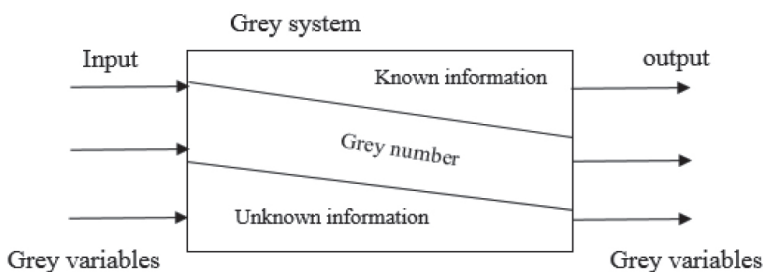 Grey system
Input
Known information
output
Grey number
Unknown information
Grey variables
Grey variables